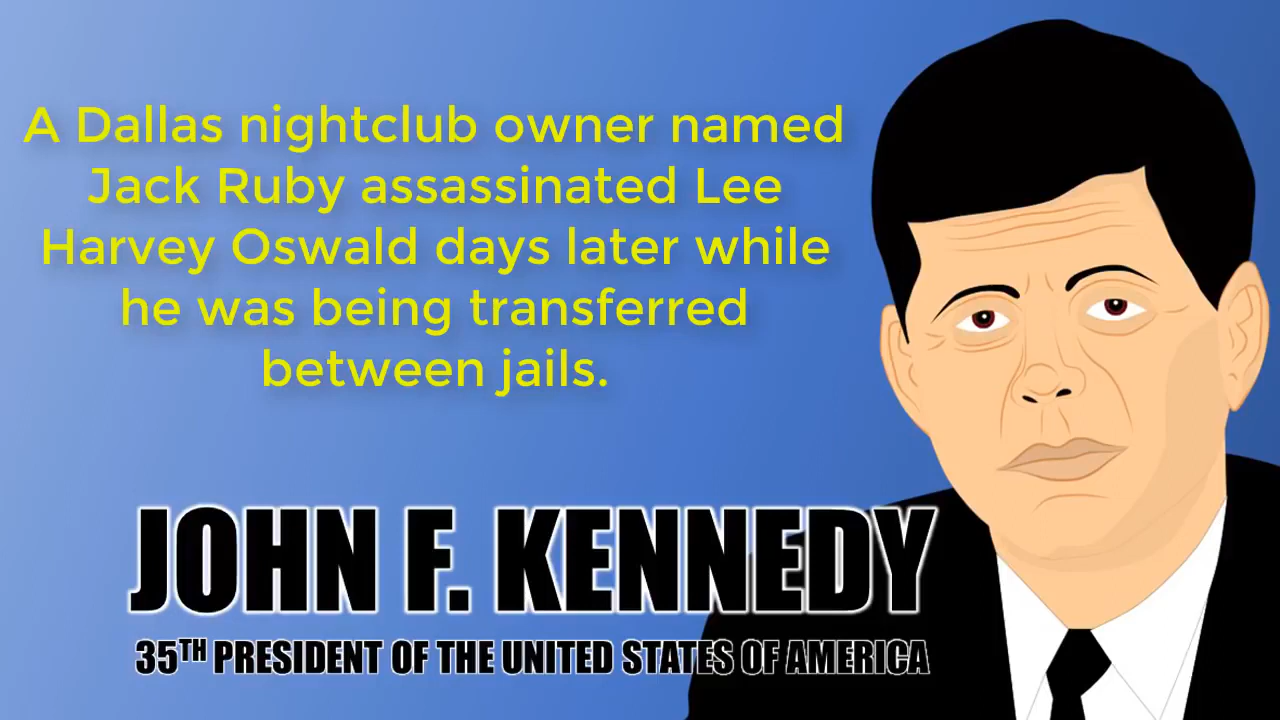 A Dallas nightclub owner named
Jack Ruby assassinated Lee
Harvey Oswald days later while
he was being transferred
between jails.
JOHN F. KENNEDY
35TH PRESIDENT OF THE UNITED STATES OF AMERICA